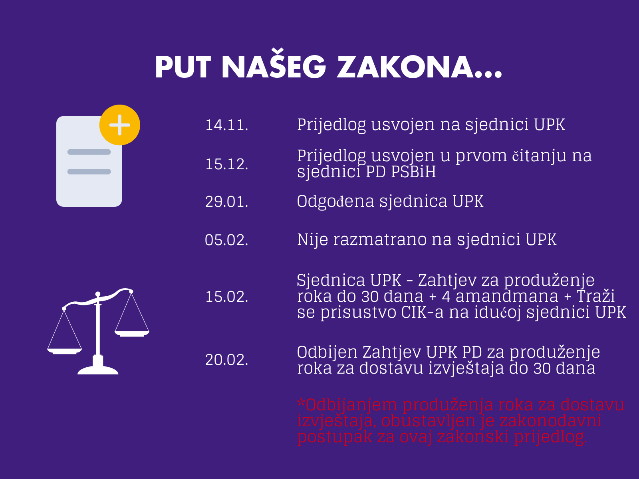 PUT NAŠEG ZAKONA...
14.11. Prijedlog usvojen na sjednici UPK
15.12. Prijedlog usvojen u prvom čitanju na
sjednici PD PSBiH
29.01. Odgođena sjednica UPK
05.02. Nije razmatrano na sjednici UPK
15.02. Sjednica UPK - Zahtjev za produženje
roka do 30 dana + 4 amandmana + Traži
se prisustvo CIK-a na idućoj sjednici UPK
20.02. Odbijen Zahtjev UPK PD za produženje
roka za dostavu izvještaja do 30 dana
*Odbijanjem produženja roka za dostavu
izvještaja, obustavljen je zakonodavni
postupak za ovaj zakonski prijedlog